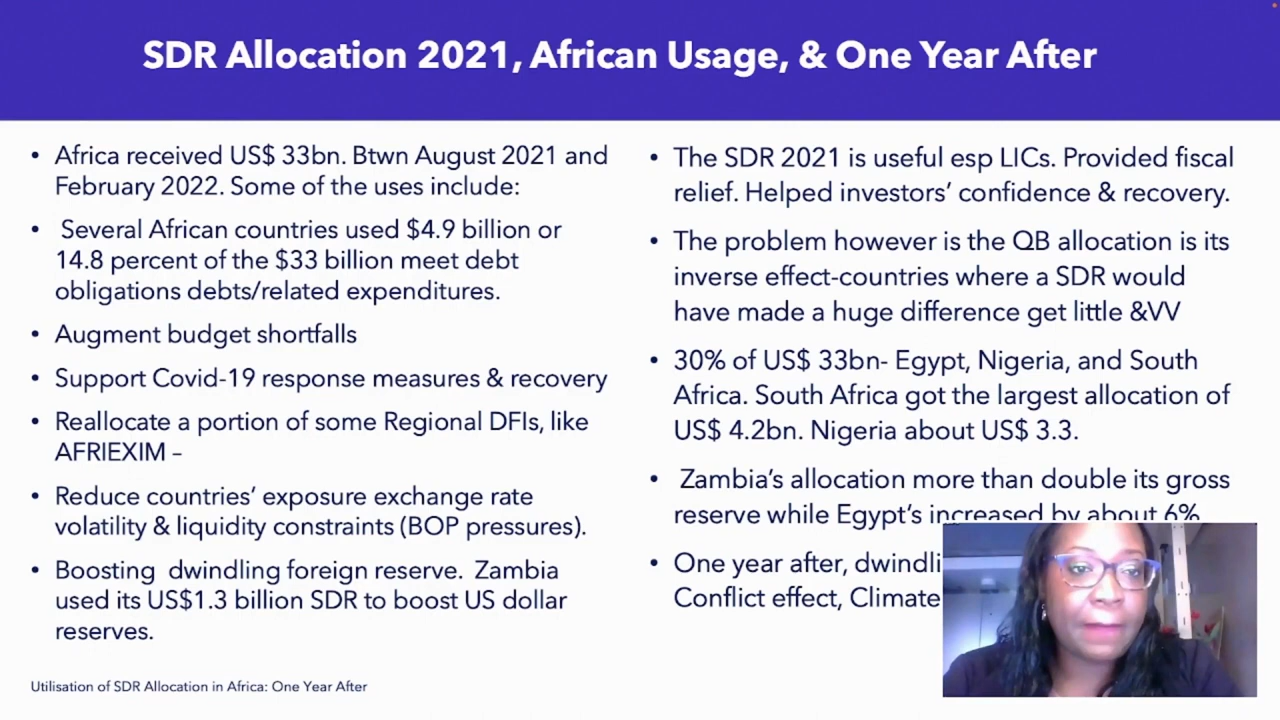 SDR Allocation 2021, African Usage, & One Year After
• Africa received US$ 33bn. Btwn August 2021 and
February 2022. Some of the uses include:
• Several African countries used $4.9 billion or
14.8 percent of the $33 billion meet debt
obligations debts/related expenditures.
• Augment budget shortfalls
• Support Covid-19 response measures & recovery
• Reallocate a portion of some Regional DFIs, like
AFRIEXIM –
• Reduce countries’ exposure exchange rate
volatility & liquidity constraints (BOP pressures).
• Boosting dwindling foreign reserve. Zambia
used its US$1.3 billion SDR to boost US dollar
reserves.
• The SDR 2021 is useful esp LICs. Provided fiscal
relief. Helped investors’ confidence & recovery.
• The problem however is the QB allocation is its
inverse effect-countries where a SDR would
have made a huge difference get little &VV
• 30% of US$ 33bn- Egypt, Nigeria, and South
Africa. South Africa got the largest allocation of
US$ 4.2bn. Nigeria about US$ 3.3.
• Zambia’s allocation more than double its gross
reserve while Egypt’s increased by about 6%
• One year after,
Conflict effect, Climate
Utilisation of SDR Allocation in Africa: One Year After